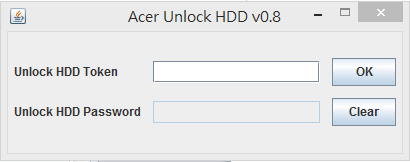 Acer Unlock HDD v0.8
Unlock HDD Token OK
Unlock HDD Password Clear